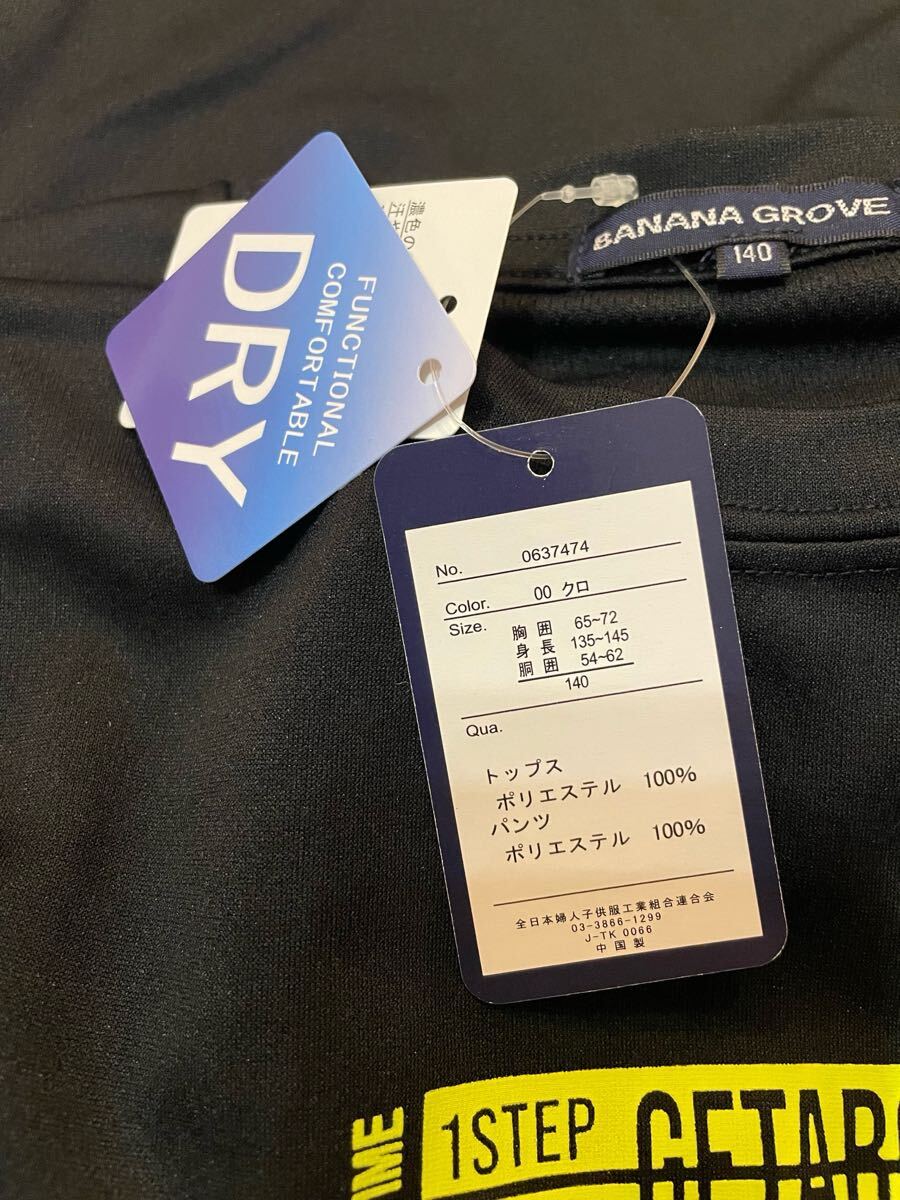 BANANA GROVE
140
濃色の
FUNCTIONAL
COMFORTABLE
DRY
No. 0637474
Color. 00 クロ
Size. 胸囲 65~72
身長 135~145
胴囲 54~62
140
Qua.
トップス
ポリエステル 100%
パンツ
ポリエステル 100%
全日本婦人子供服工業組合連合会
03-3866-1299
J-TK 0066
中国製
1STEP